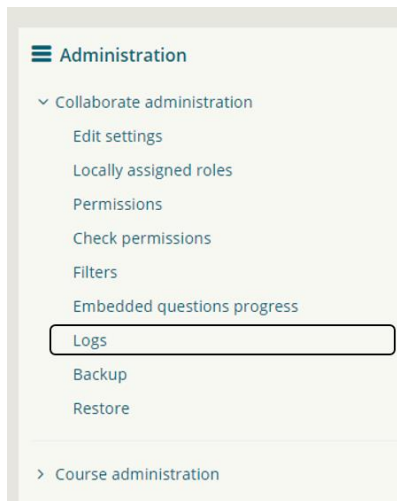 Administration
Collaborate administration
Edit settings
Locally assigned roles
Permissions
Check permissions
Filters
Embedded questions progress
Logs
Backup
Restore
Course administration